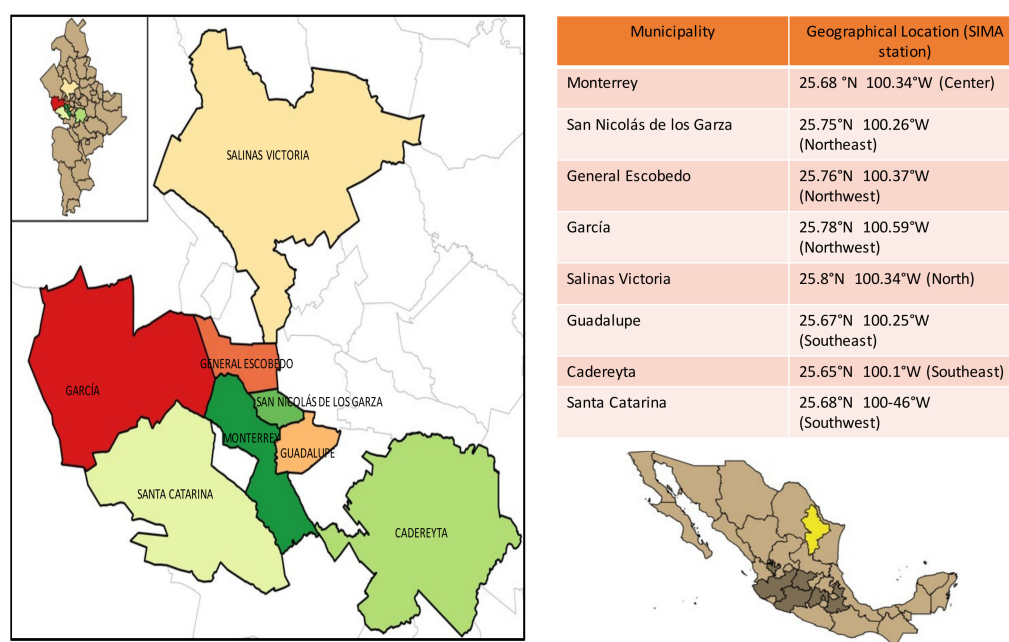 SALINAS VICTORIA
GENERAL ESCOBEDO
GARCÍA
SAN NICOLÁS DE LOS GARZA
MONTERREY
GUADALUPE
SANTA CATARINA
CADEREYTA
Municipality
Geographical Location (SIMA
station)
Monterrey
25.68 °N 100.34°W (Center)
San Nicolás de los Garza
25.75°N 100.26°W
(Northeast)
General Escobedo
25.76°N 100.37°W
(Northwest)
García
25.78°N 100.59°W
(Northwest)
Salinas Victoria
25.8°N 100.34°W (North)
Guadalupe
25.67°N 100.25°W
(Southeast)
Cadereyta
25.65°N 100.1°W (Southeast)
Santa Catarina
25.68°N 100-46°W
(Southwest)